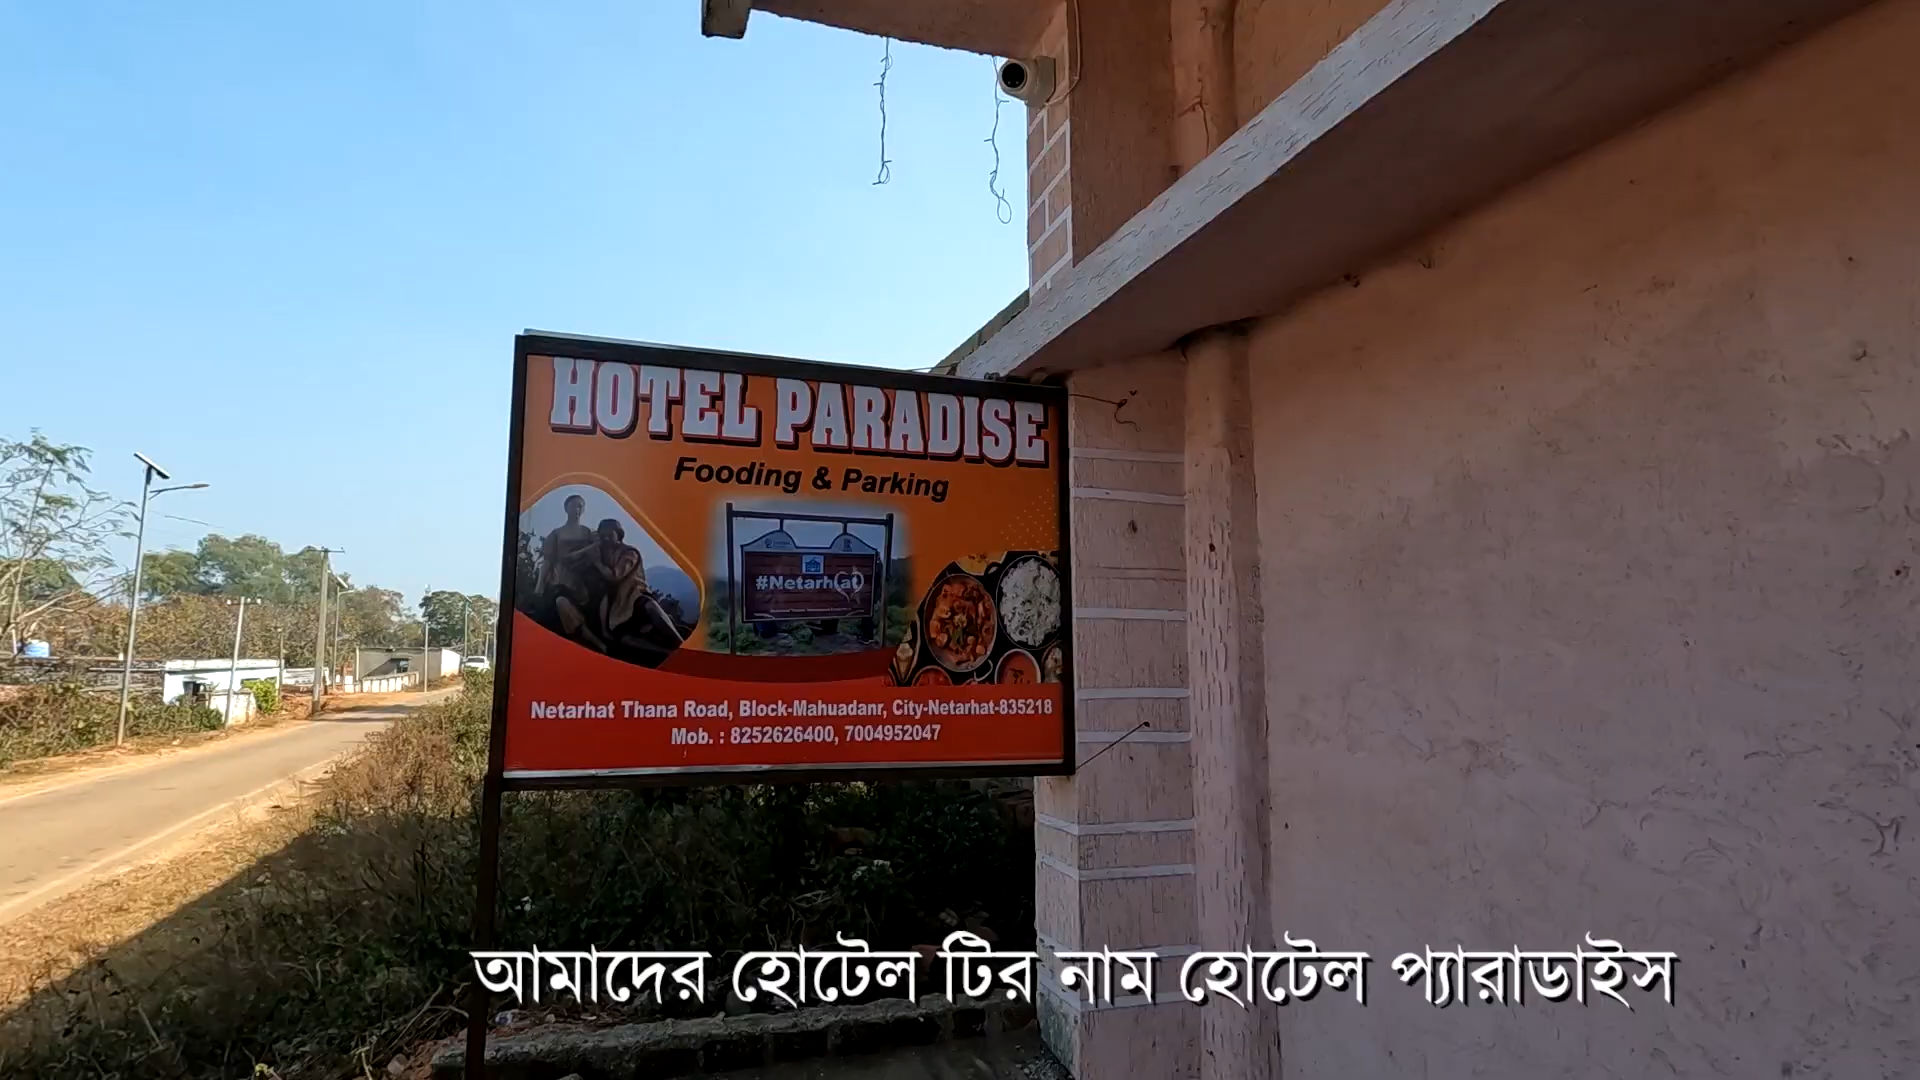 HOTEL PARADISE
Fooding & Parking
#Netarhat
Netarhat Thana Road, Block-Mahuadanr, City-Netarhat-835218
Mob. : 8252626400, 7004952047
আমাদের হোটেল টির নাম হোটেল প্যারাডাইস